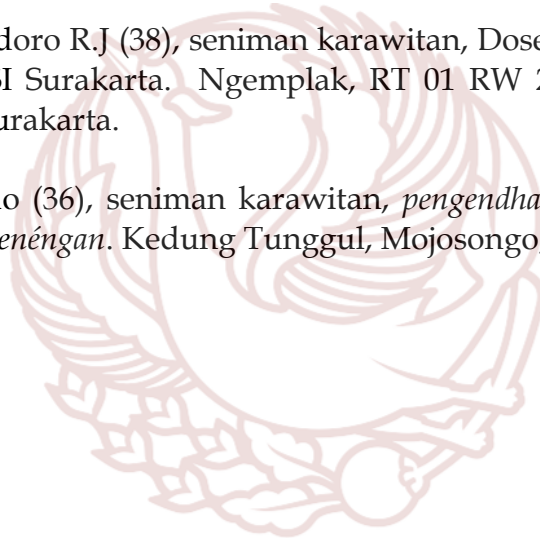 doro R.J (38), seniman karawitan, Dose
SI Surakarta. Ngemplak, RT 01 RW 2
urakarta.
o (36), seniman karawitan, pengendha
enéngan. Kedung Tunggul, Mojosongo,